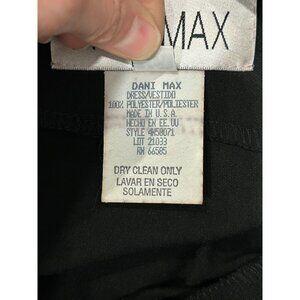 MAX
DANI MAX
DRESS/VESTIDO
100% POLYESTER/POLIESTER
MADE IN U.S.A.
HECHO EN EE.UU
STYLE 4M58071
LOT 21033
RN 66585
DRY CLEAN ONLY
LAVAR EN SECO
SOLAMENTE